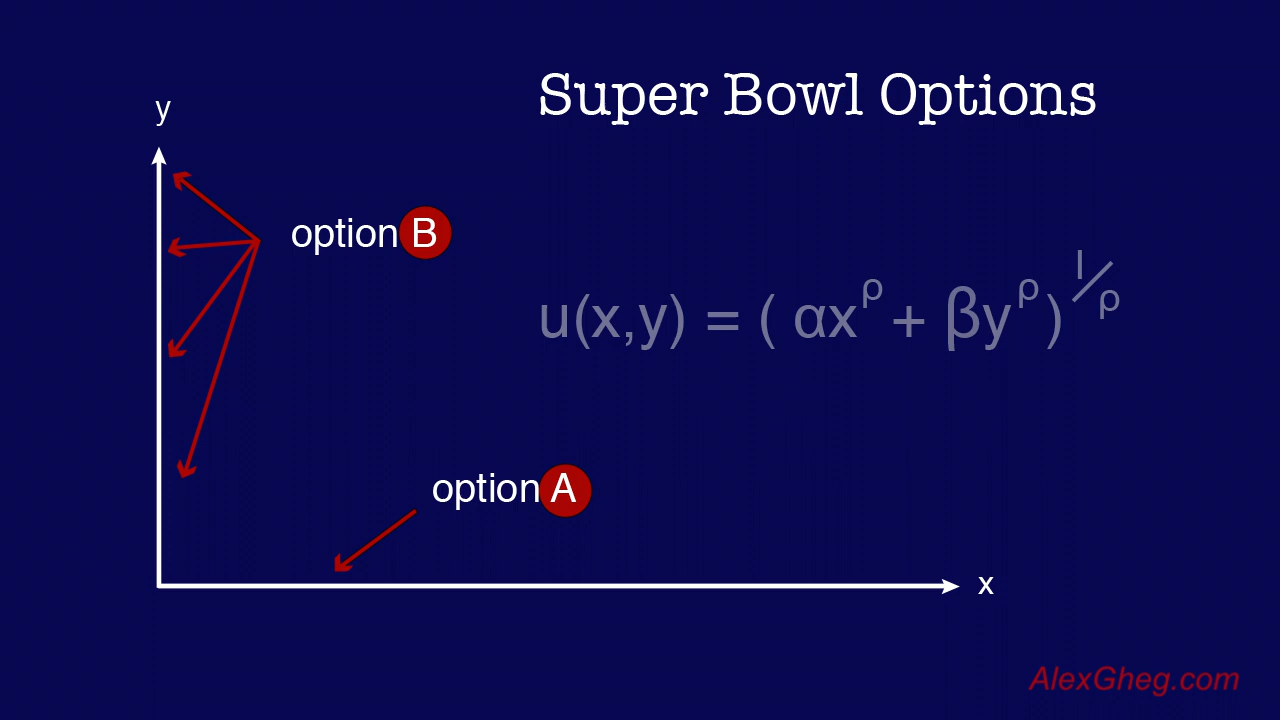 Super Bowl Options
y
option B
u(x,y) = ( αx^ρ + βy^ρ )^1/ρ
option A
x
AlexGheg.com